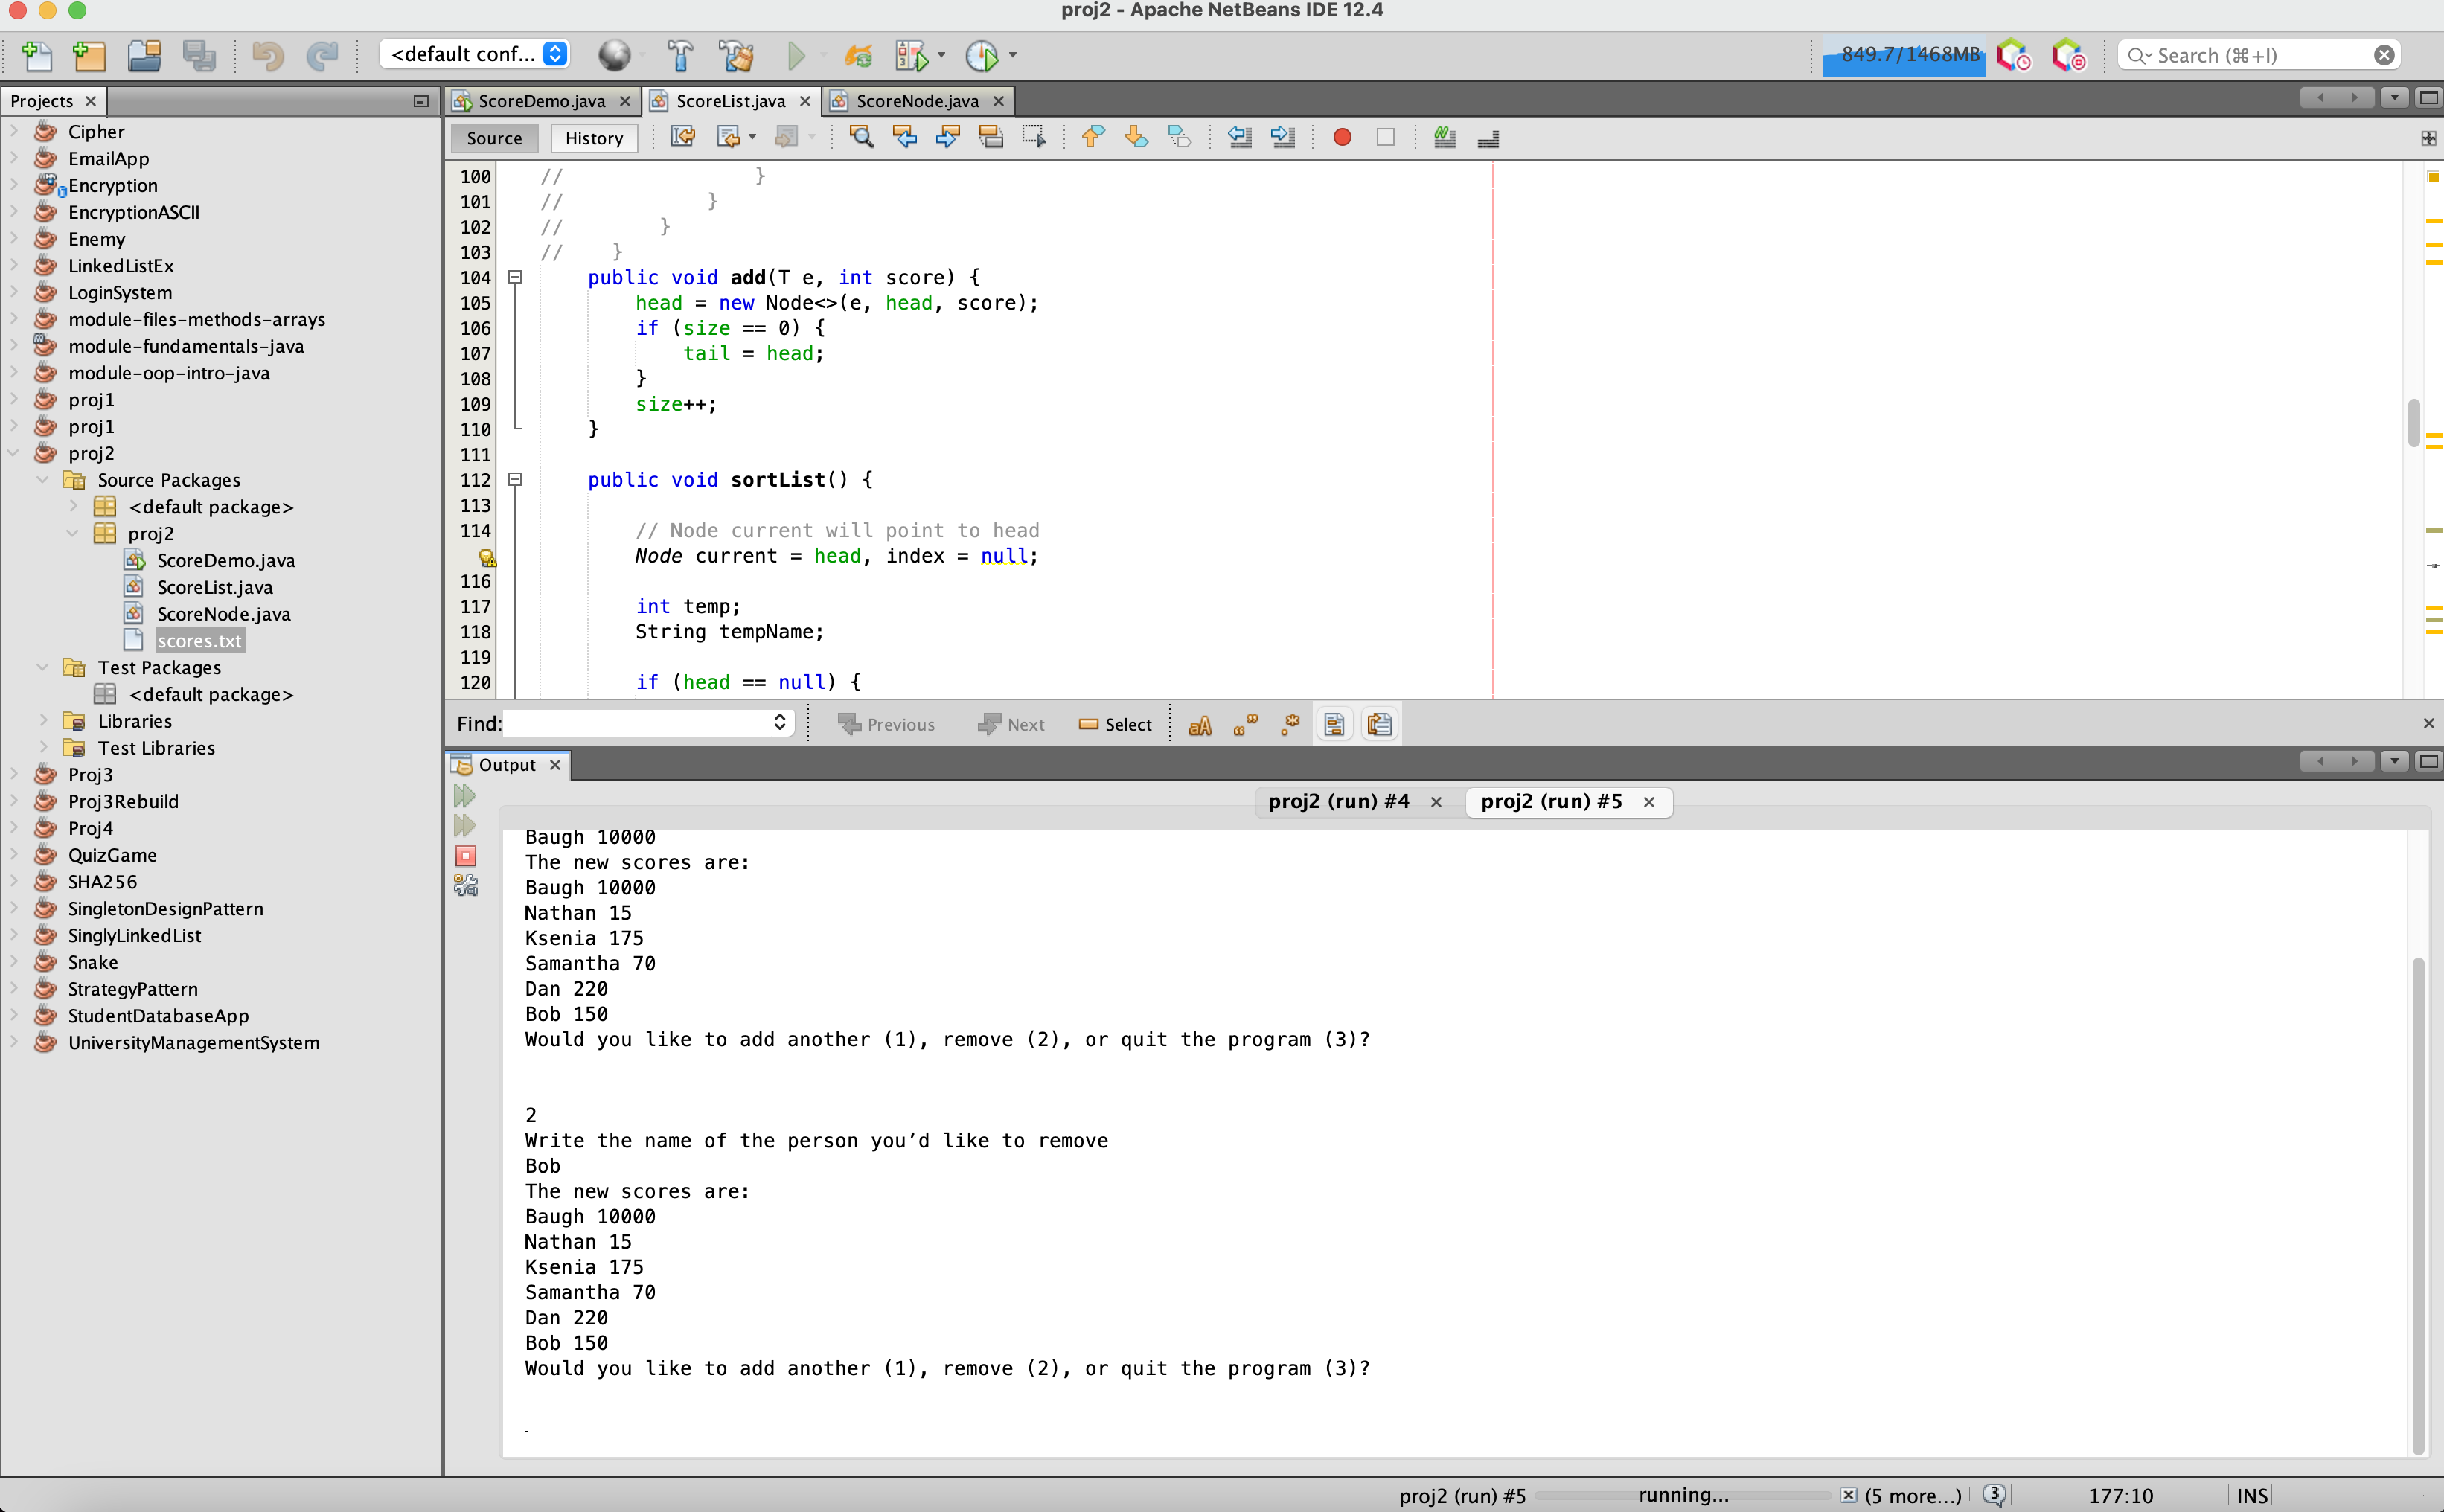 proj2 - Apache NetBeans IDE 12.4
<default conf...
849.7/1468MB
Search (⌘+I)
Projects
Cipher
EmailApp
Encryption
EncryptionASCII
Enemy
LinkedListEx
LoginSystem
module-files-methods-arrays
module-fundamentals-java
module-oop-intro-java
proj1
proj1
proj2
Source Packages
<default package>
proj2
ScoreDemo.java
ScoreList.java
ScoreNode.java
scores.txt
Test Packages
<default package>
Libraries
Test Libraries
Proj3
Proj3Rebuild
Proj4
QuizGame
SHA256
SingletonDesignPattern
SinglyLinkedList
Snake
StrategyPattern
StudentDatabaseApp
UniversityManagementSystem
ScoreDemo.java ScoreList.java ScoreNode.java
Source History
100 // }
101 // }
102 // }
103 // }
104 public void add(T e, int score) {
105 head = new Node<>(e, head, score);
106 if (size == 0) {
107 tail = head;
108 }
109 size++;
110 }
111
112 public void sortList() {
113
114 // Node current will point to head
Node current = head, index = null;
116
117 int temp;
118 String tempName;
119
120 if (head == null) {
Find: Previous Next Select
Output
proj2 (run) #4 proj2 (run) #5
Baugh 10000
The new scores are:
Baugh 10000
Nathan 15
Ksenia 175
Samantha 70
Dan 220
Bob 150
Would you like to add another (1), remove (2), or quit the program (3)?
2
Write the name of the person you’d like to remove
Bob
The new scores are:
Baugh 10000
Nathan 15
Ksenia 175
Samantha 70
Dan 220
Bob 150
Would you like to add another (1), remove (2), or quit the program (3)?
proj2 (run) #5 running... (5 more...) 3 177:10 INS